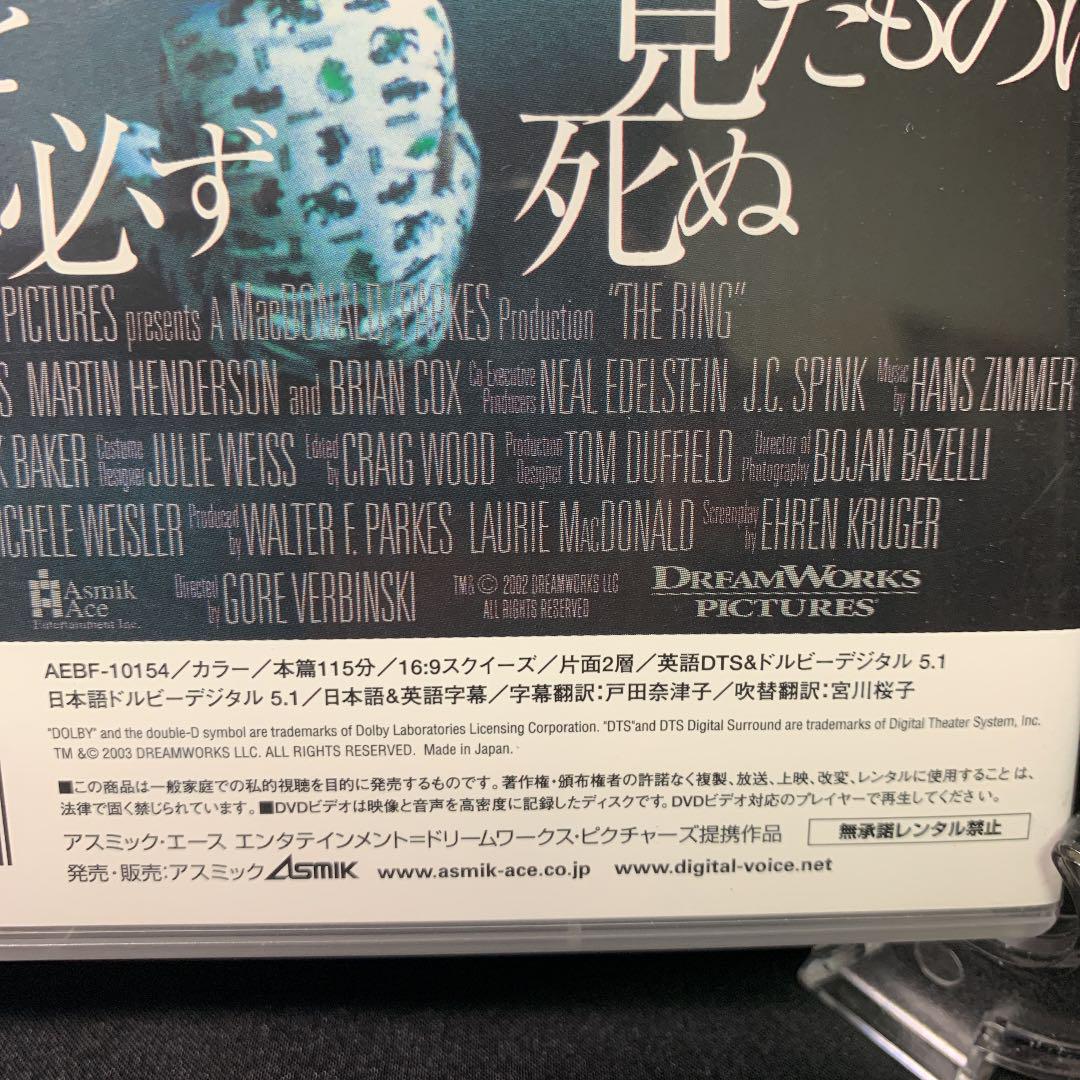 見たものは
必ず
死ぬ
PICTURES presents A MacDONALD/PARKES Production "THE RING"
S MARTIN HENDERSON and BRIAN COX Co-Executive Producers NEAL EDELSTEIN J.C. SPINK Music by HANS ZIMMER
BAKER Costume Designer JULIE WEISS Edited by CRAIG WOOD Production Designer TOM DUFFIELD Director of Photography BOJAN BAZELLI
ICHELE WEISLER Produced by WALTER F. PARKES LAURIE MacDONALD Screenplay by EHREN KRUGER
Asmik Ace Entertainment Inc. Directed by GORE VERBINSKI TM& © 2002 DREAMWORKS LLC ALL RIGHTS RESERVED DREAMWORKS PICTURES
AEBF-10154/カラー/本篇115分/16:9スクイーズ/片面2層/英語DTS&ドルビーデジタル 5.1
日本語ドルビーデジタル 5.1/日本語&英語字幕/字幕翻訳:戸田奈津子/吹替翻訳:宮川桜子
"DOLBY" and the double-D symbol are trademarks of Dolby Laboratories Licensing Corporation. "DTS"and DTS Digital Surround are trademarks of Digital Theater System, Inc.
TM &© 2003 DREAMWORKS LLC. ALL RIGHTS RESERVED. Made in Japan.
■この商品は一般家庭での私的視聴を目的に発売するものです。著作権・頒布権者の許諾なく複製、放送、上映、改変、レンタルに使用すること は、
法律で固く禁じられています。■DVDビデオは映像と音声を高密度に記録したディスクです。DVDビデオ対応のプレイヤーで再生してください。
アスミック・エース エンタテインメント=ドリームワークス・ピクチャーズ提携作品 無承諾レンタル禁止
発売・販売:アスミック ASMIK www.asmik-ace.co.jp www.digital-voice.net